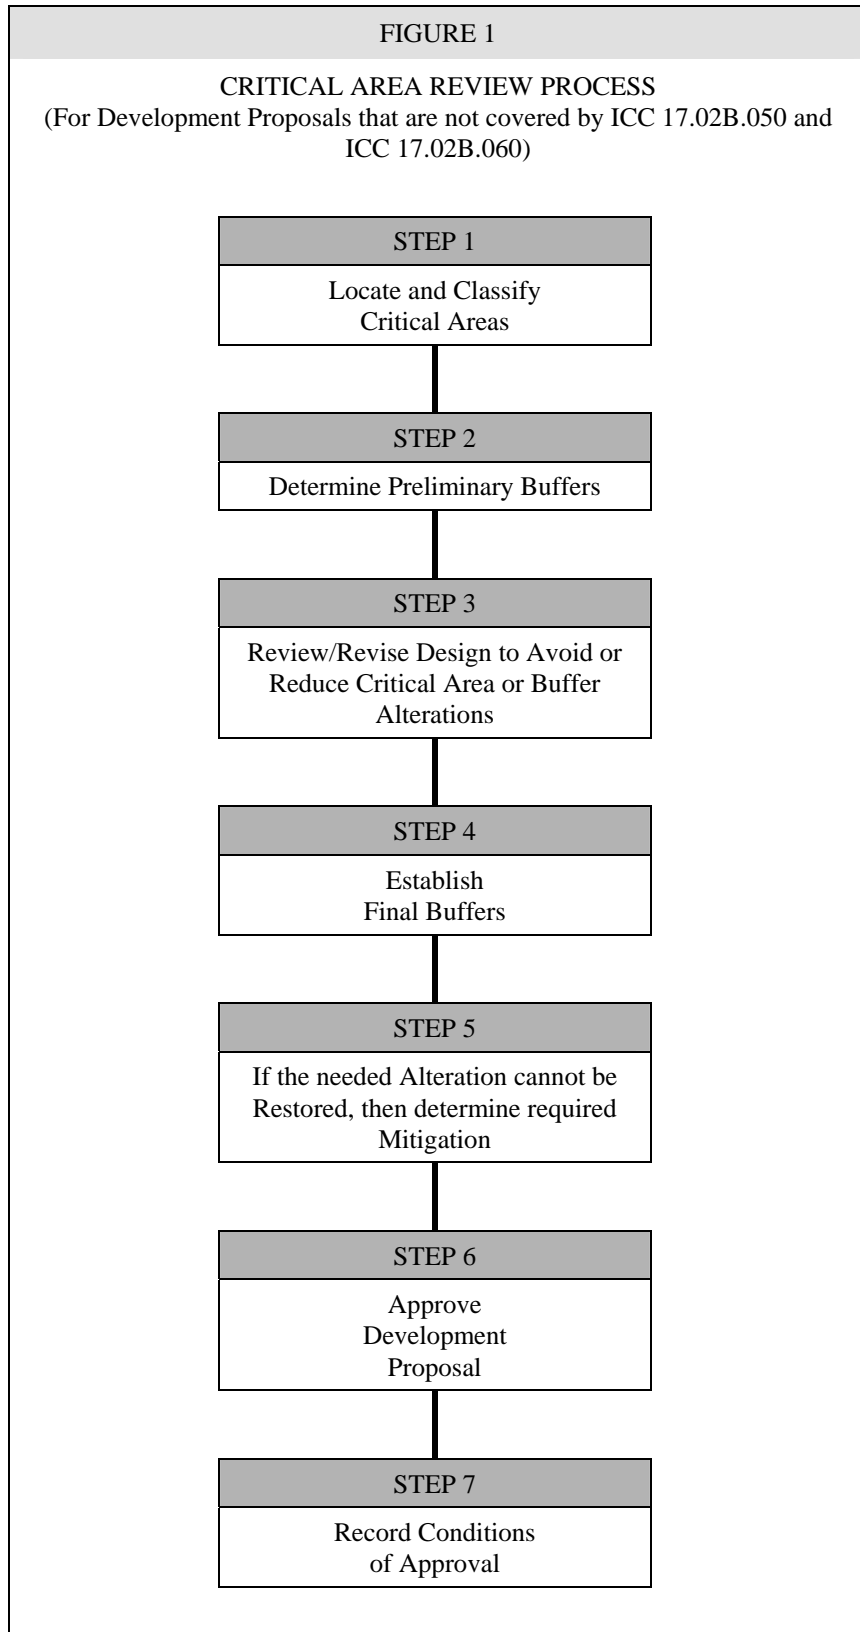 FIGURE 1
CRITICAL AREA REVIEW PROCESS
(For Development Proposals that are not covered by ICC 17.02B.050 and
ICC 17.02B.060)
STEP 1
Locate and Classify
Critical Areas
STEP 2
Determine Preliminary Buffers
STEP 3
Review/Revise Design to Avoid or
Reduce Critical Area or Buffer
Alterations
STEP 4
Establish
Final Buffers
STEP 5
If the needed Alteration cannot be
Restored, then determine required
Mitigation
STEP 6
Approve
Development
Proposal
STEP 7
Record Conditions
of Approval